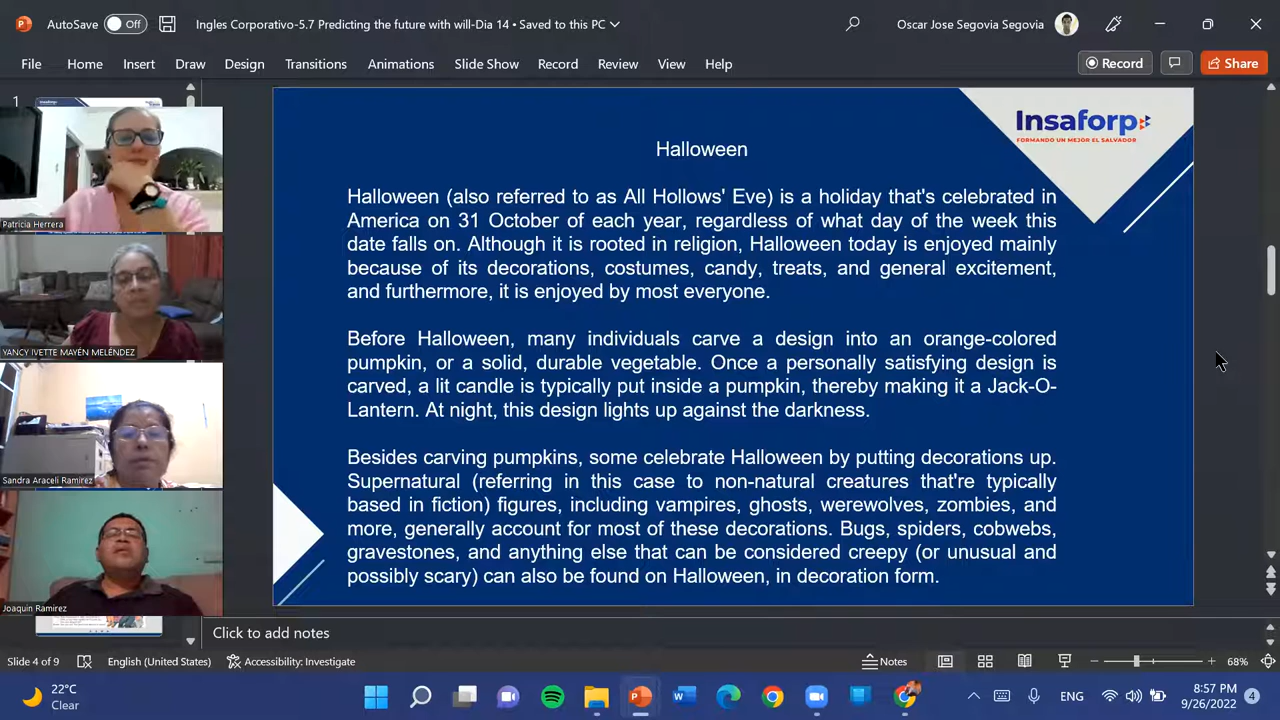 AutoSave Off Ingles Corporativo-5.7 Predicting the future with will-Dia 14 • Saved to this PC Oscar Jose Segovia Segovia
File Home Insert Draw Design Transitions Animations Slide Show Record Review View Help Record Share
1
Patricia Herrera
YANCY IVETTE MAYÉN MELÉNDEZ
Sandra Araceli Ramirez
Joaquin Ramirez
Insaforp
FORMANDO UN MEJOR EL SALVADOR
Halloween
Halloween (also referred to as All Hollows' Eve) is a holiday that's celebrated in
America on 31 October of each year, regardless of what day of the week this
date falls on. Although it is rooted in religion, Halloween today is enjoyed mainly
because of its decorations, costumes, candy, treats, and general excitement,
and furthermore, it is enjoyed by most everyone.
Before Halloween, many individuals carve a design into an orange-colored
pumpkin, or a solid, durable vegetable. Once a personally satisfying design is
carved, a lit candle is typically put inside a pumpkin, thereby making it a Jack-O-
Lantern. At night, this design lights up against the darkness.
Besides carving pumpkins, some celebrate Halloween by putting decorations up.
Supernatural (referring in this case to non-natural creatures that're typically
based in fiction) figures, including vampires, ghosts, werewolves, zombies, and
more, generally account for most of these decorations. Bugs, spiders, cobwebs,
gravestones, and anything else that can be considered creepy (or unusual and
possibly scary) can also be found on Halloween, in decoration form.
Click to add notes
Slide 4 of 9 English (United States) Accessibility: Investigate Notes 68%
22°C
Clear
ENG
8:57 PM
9/26/2022
4